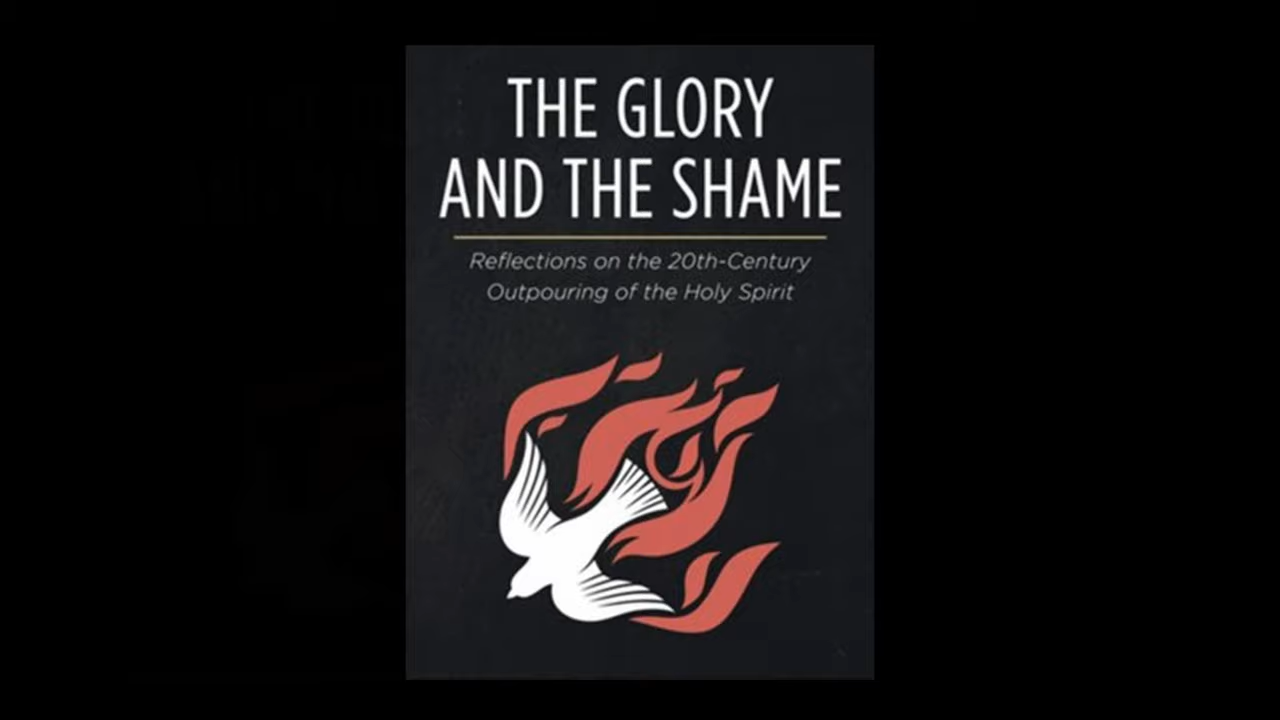 THE GLORY
AND THE SHAME
Reflections on the 20th-Century
Outpouring of the Holy Spirit